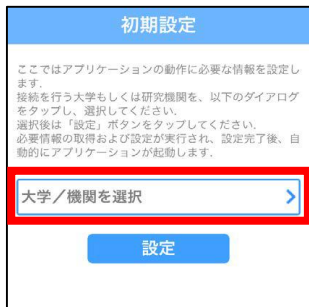 初期設定
ここではアプリケーションの動作に必要な情報を設定し
ます.
接続を行う大学もしくは研究機関を、以下のダイアログ
をタップし、選択してください.
選択後は「設定」ボタンをタップしてください.
必要情報の取得および設定が実行され、設定完了後、自
動的にアプリケーションが起動します.
大学／機関を選択
設定